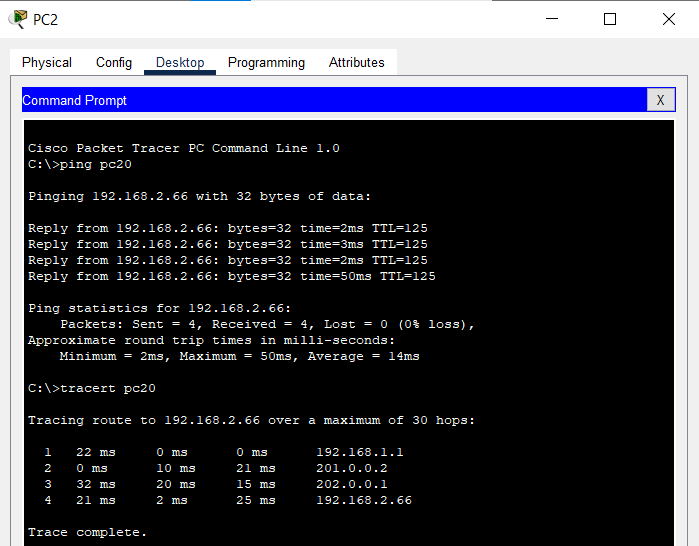 PC2
Physical Config Desktop Programming Attributes
Command Prompt X
Cisco Packet Tracer PC Command Line 1.0
C:\>ping pc20
Pinging 192.168.2.66 with 32 bytes of data:
Reply from 192.168.2.66: bytes=32 time=2ms TTL=125
Reply from 192.168.2.66: bytes=32 time=3ms TTL=125
Reply from 192.168.2.66: bytes=32 time=2ms TTL=125
Reply from 192.168.2.66: bytes=32 time=50ms TTL=125
Ping statistics for 192.168.2.66:
Packets: Sent = 4, Received = 4, Lost = 0 (0% loss),
Approximate round trip times in milli-seconds:
Minimum = 2ms, Maximum = 50ms, Average = 14ms
C:\>tracert pc20
Tracing route to 192.168.2.66 over a maximum of 30 hops:
1 22 ms 0 ms 0 ms 192.168.1.1
2 0 ms 10 ms 21 ms 201.0.0.2
3 32 ms 20 ms 15 ms 202.0.0.1
4 21 ms 2 ms 25 ms 192.168.2.66
Trace complete.